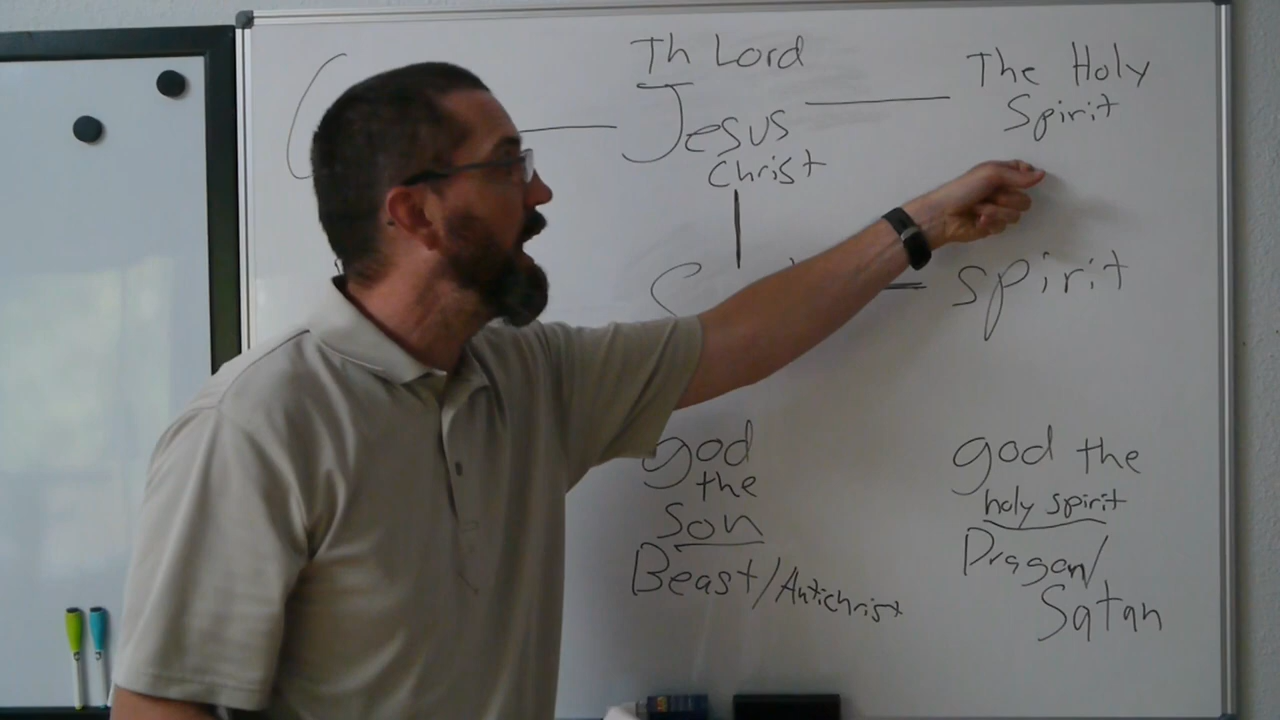 Th Lord
Jesus
Christ
The Holy
Spirit
spirit
god
the
Son
Beast/Antichrist
god the
holy spirit
Dragon/
Satan